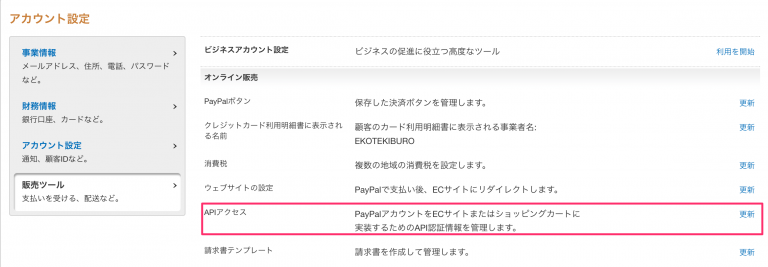 アカウント設定
事業情報
メールアドレス、住所、電話、パスワード
など。
財務情報
銀行口座、カードなど。
アカウント設定
通知、顧客IDなど。
販売ツール
支払いを受ける、配送など。
ビジネスアカウント設定 ビジネスの促進に役立つ高度なツール 利用を開始
オンライン販売
PayPalボタン 保存した決済ボタンを管理します。 更新
クレジットカード利用明細書に表示され 顧客のカード利用明細書に表示される事業者名: 更新
る名前 EKOTEKIBURO
消費税 複数の地域の消費税を設定します。 更新
ウェブサイトの設定 PayPalで支払い後、ECサイトにリダイレクトします。 更新
APIアクセス PayPalアカウントをECサイトまたはショッピングカートに 更新
実装するためのAPI認証情報を管理します。
請求書テンプレート 請求書を作成して管理します。 更新